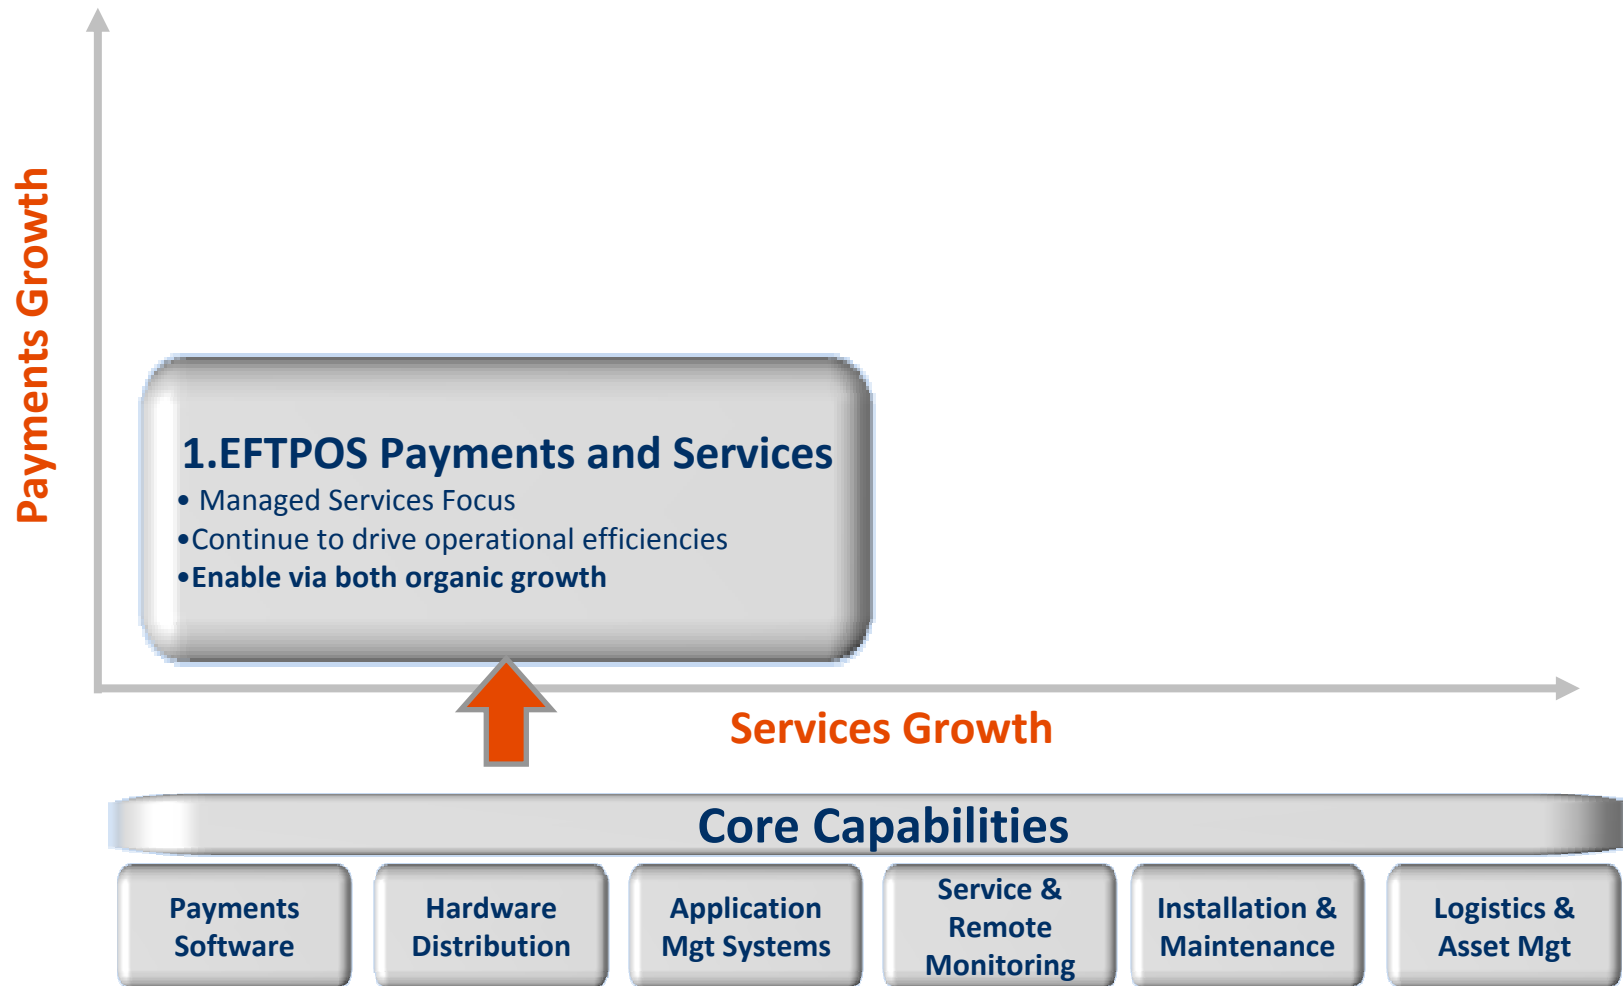 Payments Growth
1.EFTPOS Payments and Services
• Managed Services Focus
•Continue to drive operational efficiencies
•Enable via both organic growth
Services Growth
Core Capabilities
Payments
Software
Hardware
Distribution
Application
Mgt Systems
Service &
Remote
Monitoring
Installation &
Maintenance
Logistics &
Asset Mgt